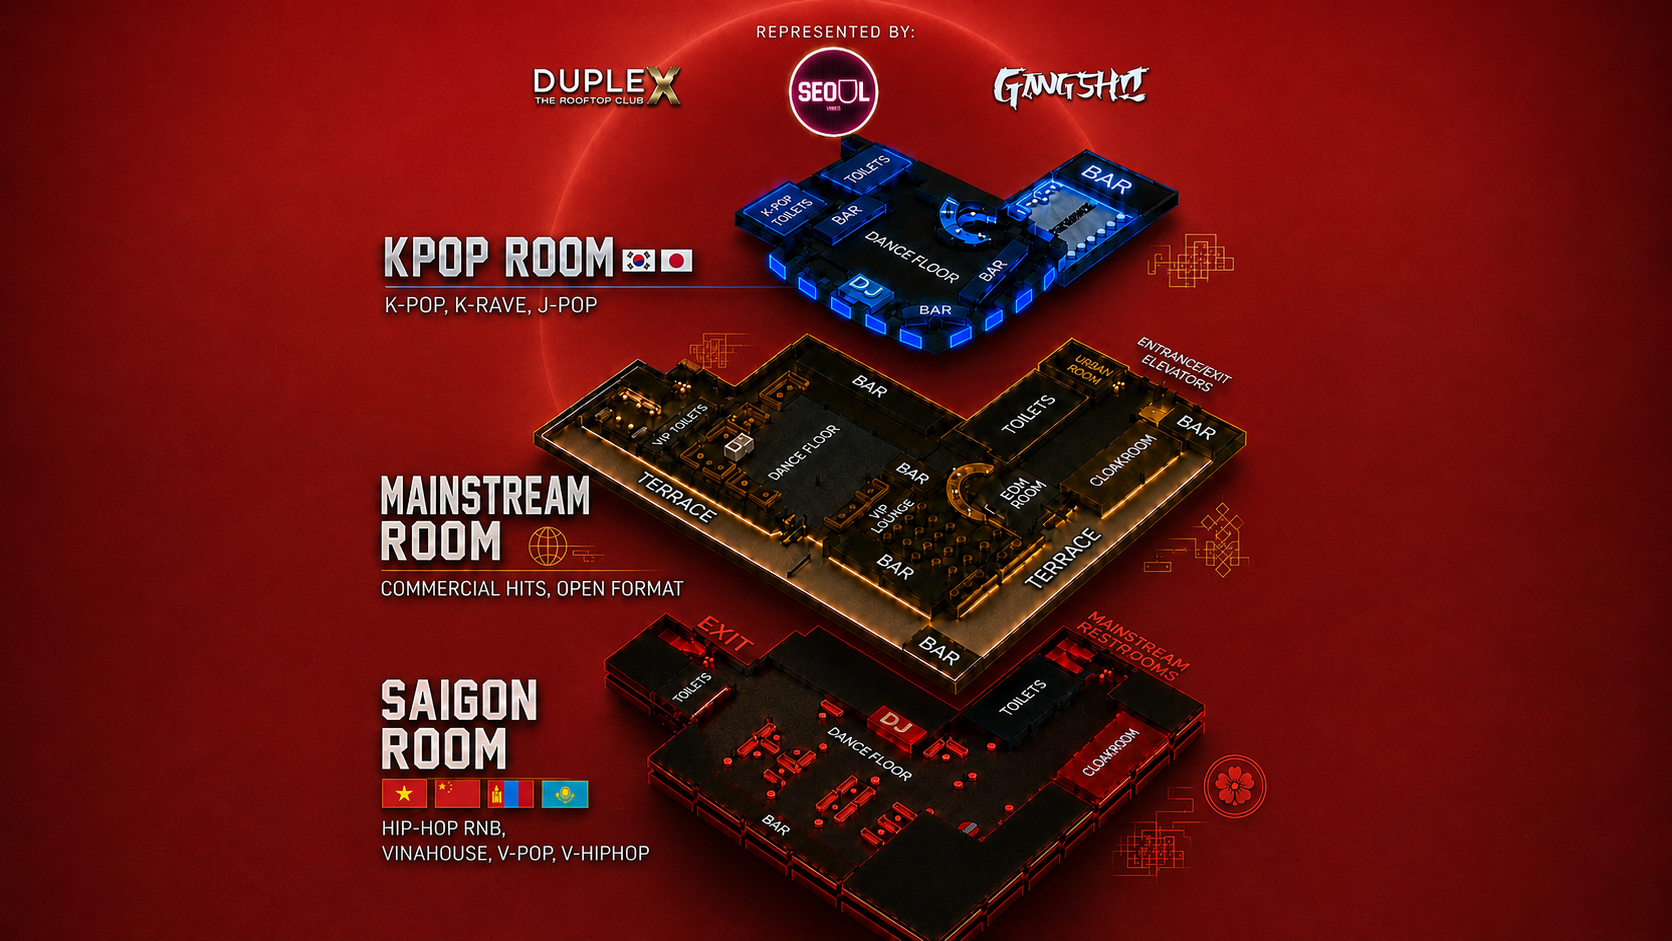 REPRESENTED BY:
DUPLEX
THE ROOFTOP CLUB
SEOUL
VIBES
GANGSHIT
KPOP ROOM
K-POP, K-RAVE, J-POP
TOILETS
K-POP
TOILETS
BAR
DANCE FLOOR
BAR
BAR
DJ
BAR
MAINSTREAM
ROOM
COMMERCIAL HITS, OPEN FORMAT
ENTRANCE/EXIT
ELEVATORS
URBAN
ROOM
BAR
TOILETS
BAR
VIP TOILETS
DJ
DANCE FLOOR
CLOAKROOM
BAR
EDM
ROOM
VIP
LOUNGE
TERRACE
BAR
TERRACE
BAR
SAIGON
ROOM
HIP-HOP RNB,
VINAHOUSE, V-POP, V-HIPHOP
EXIT
MAINSTREAM
RESTROOMS
TOILETS
TOILETS
DJ
DANCE FLOOR
CLOAKROOM
BAR